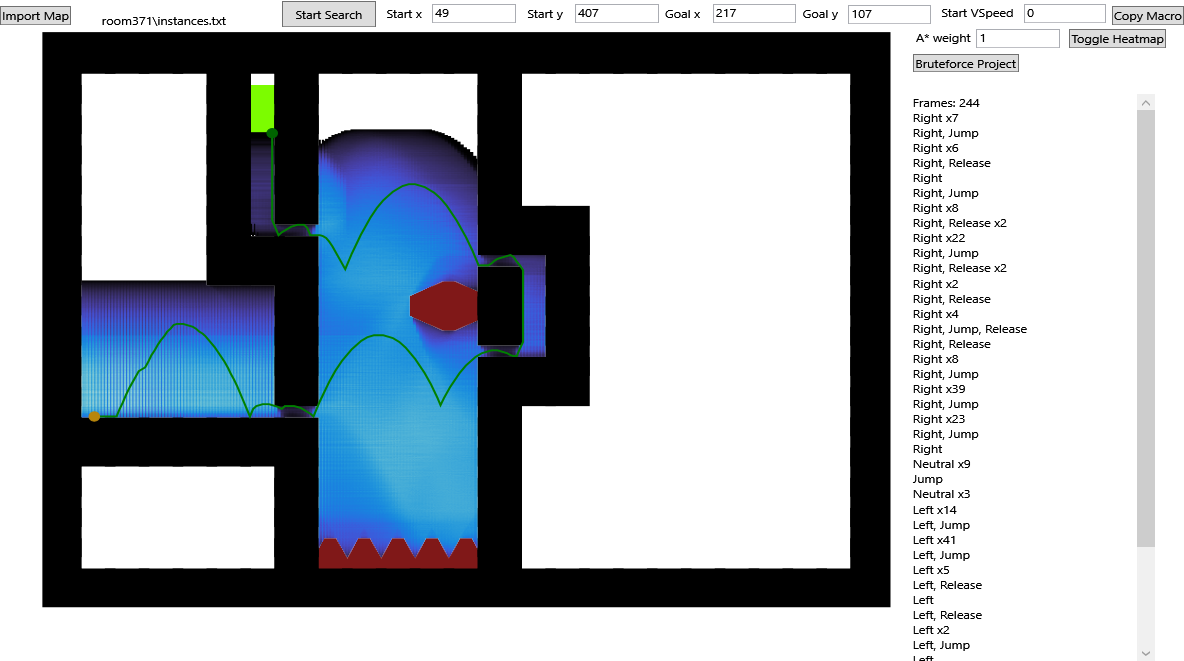 Import Map
room371\instances.txt
Start Search
Start x 49
Start y 407
Goal x 217
Goal y 107
Start VSpeed 0
Copy Macro
A* weight 1
Toggle Heatmap
Bruteforce Project
Frames: 244
Right x7
Right, Jump
Right x6
Right, Release
Right
Right, Jump
Right x8
Right, Release x2
Right x22
Right, Jump
Right, Release x2
Right x2
Right, Release
Right x4
Right, Jump, Release
Right, Release
Right x8
Right, Jump
Right x39
Right, Jump
Right x23
Right, Jump
Right
Neutral x9
Jump
Neutral x3
Left x14
Left, Jump
Left x41
Left, Jump
Left x5
Left, Release
Left
Left, Release
Left x2
Left, Jump
Left